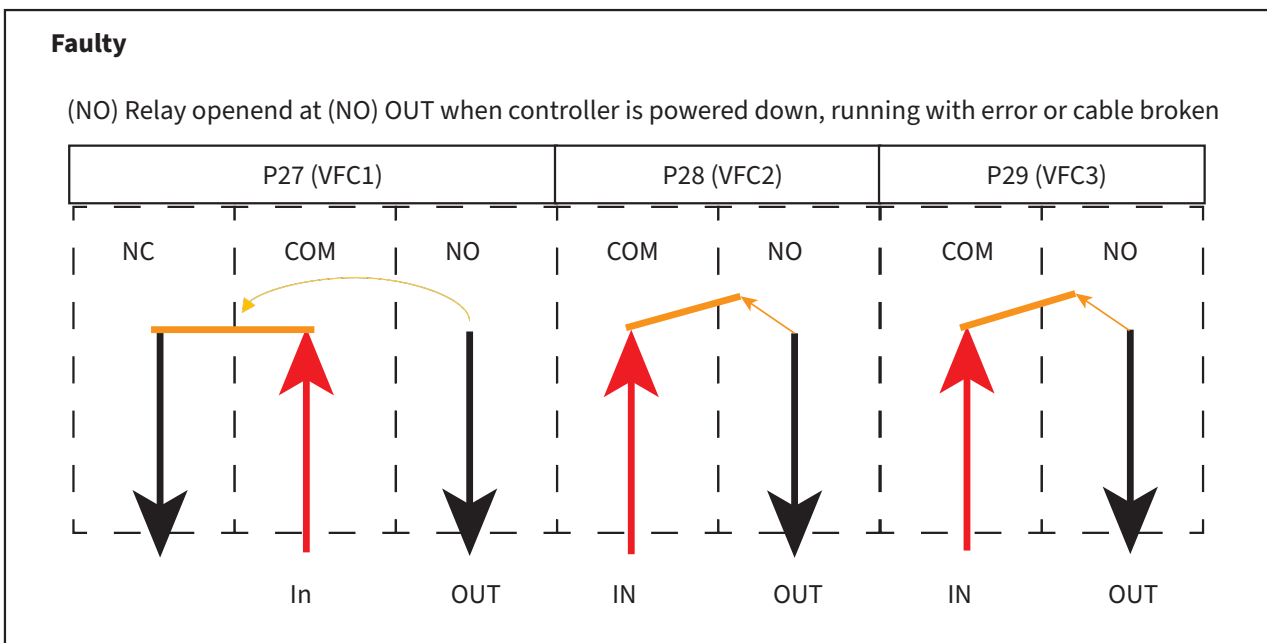 Faulty
(NO) Relay openend at (NO) OUT when controller is powered down, running with error or cable broken
P27 (VFC1) P28 (VFC2) P29 (VFC3)
NC COM NO COM NO COM NO
In OUT IN OUT IN OUT